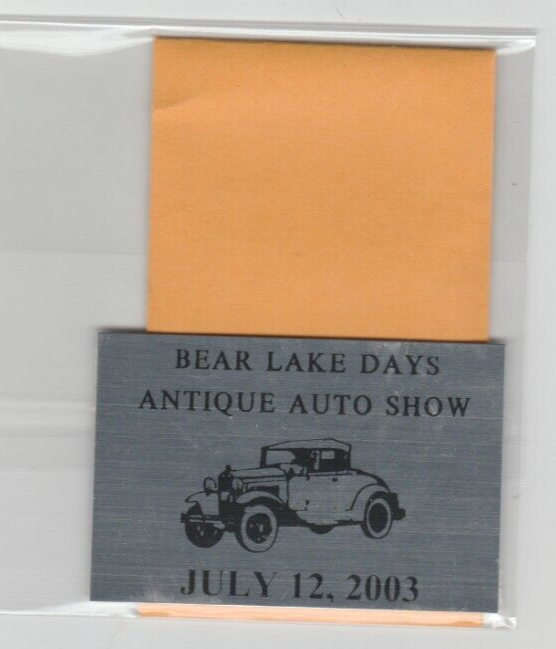 BEAR LAKE DAYS
ANTIQUE AUTO SHOW
JULY 12, 2003